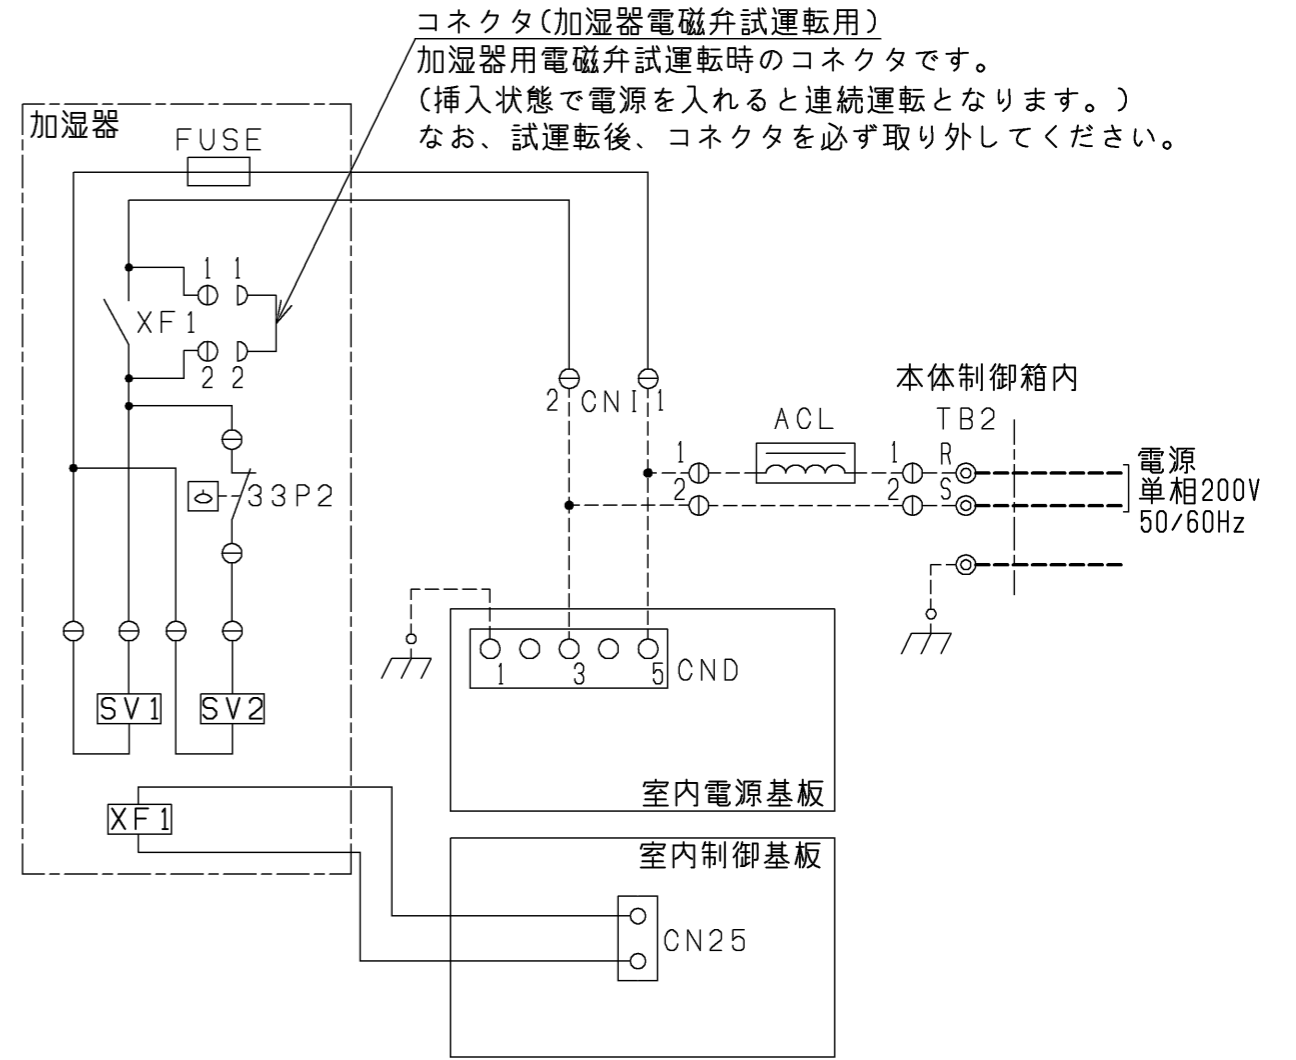 コネクタ(加湿器電磁弁試運転用)
加湿器用電磁弁試運転時のコネクタです。
(挿入状態で電源を入れると連続運転となります。)
なお、試運転後、コネクタを必ず取り外してください。
加湿器
FUSE
1 1
XF1
2 2
2 CNI 1
本体制御箱内
ACL
TB2
1
1 R
2
2 S
電源
単相200V
50/60Hz
33P2
1 3 5 CND
SV1 SV2
室内電源基板
XF1
室内制御基板
CN25